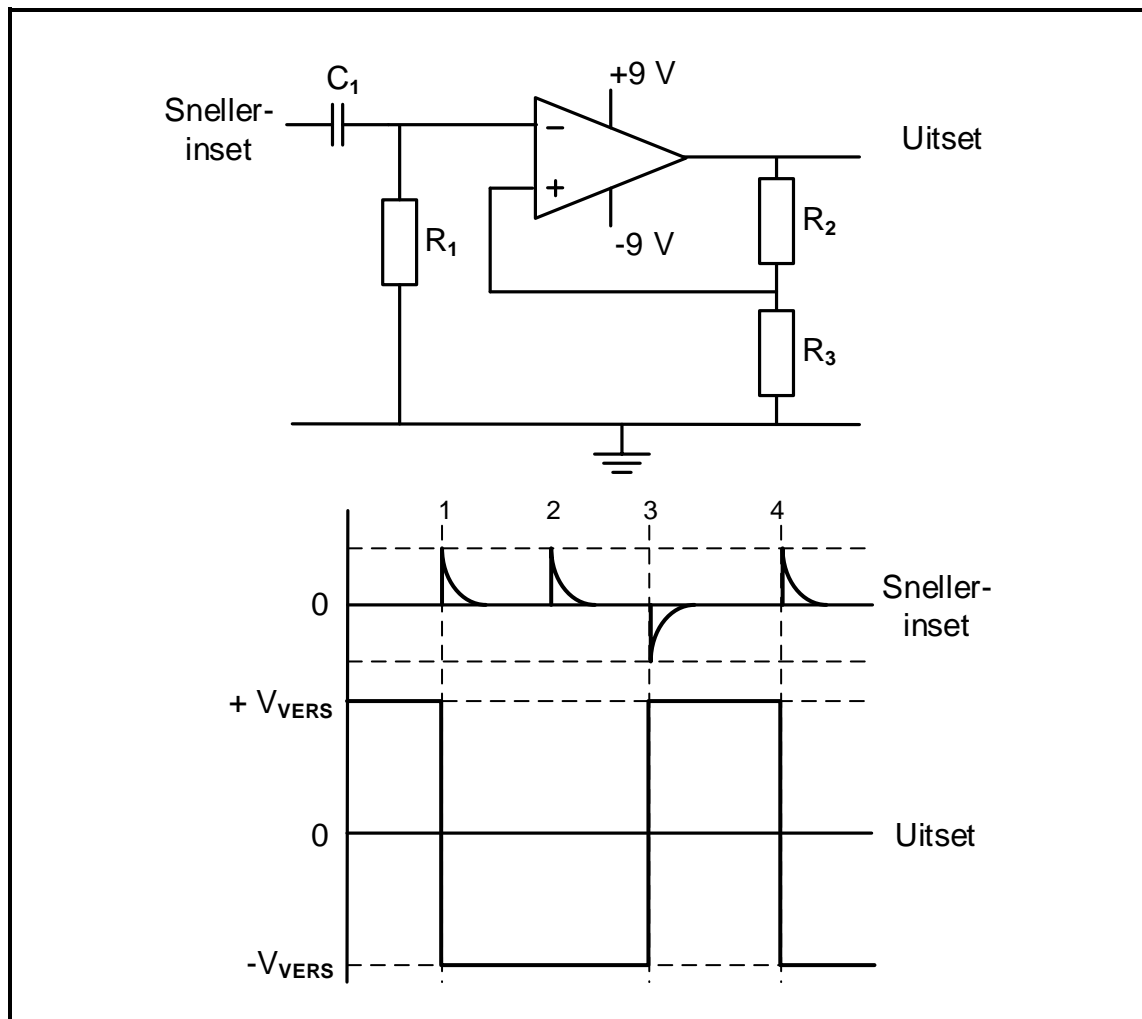 +9 V
C1
Sneller-
inset
−
Uitset
+
R2
-9 V
R1
R3
1 2 3 4
Sneller-
inset
0
+ VVERS
0
Uitset
-VVERS